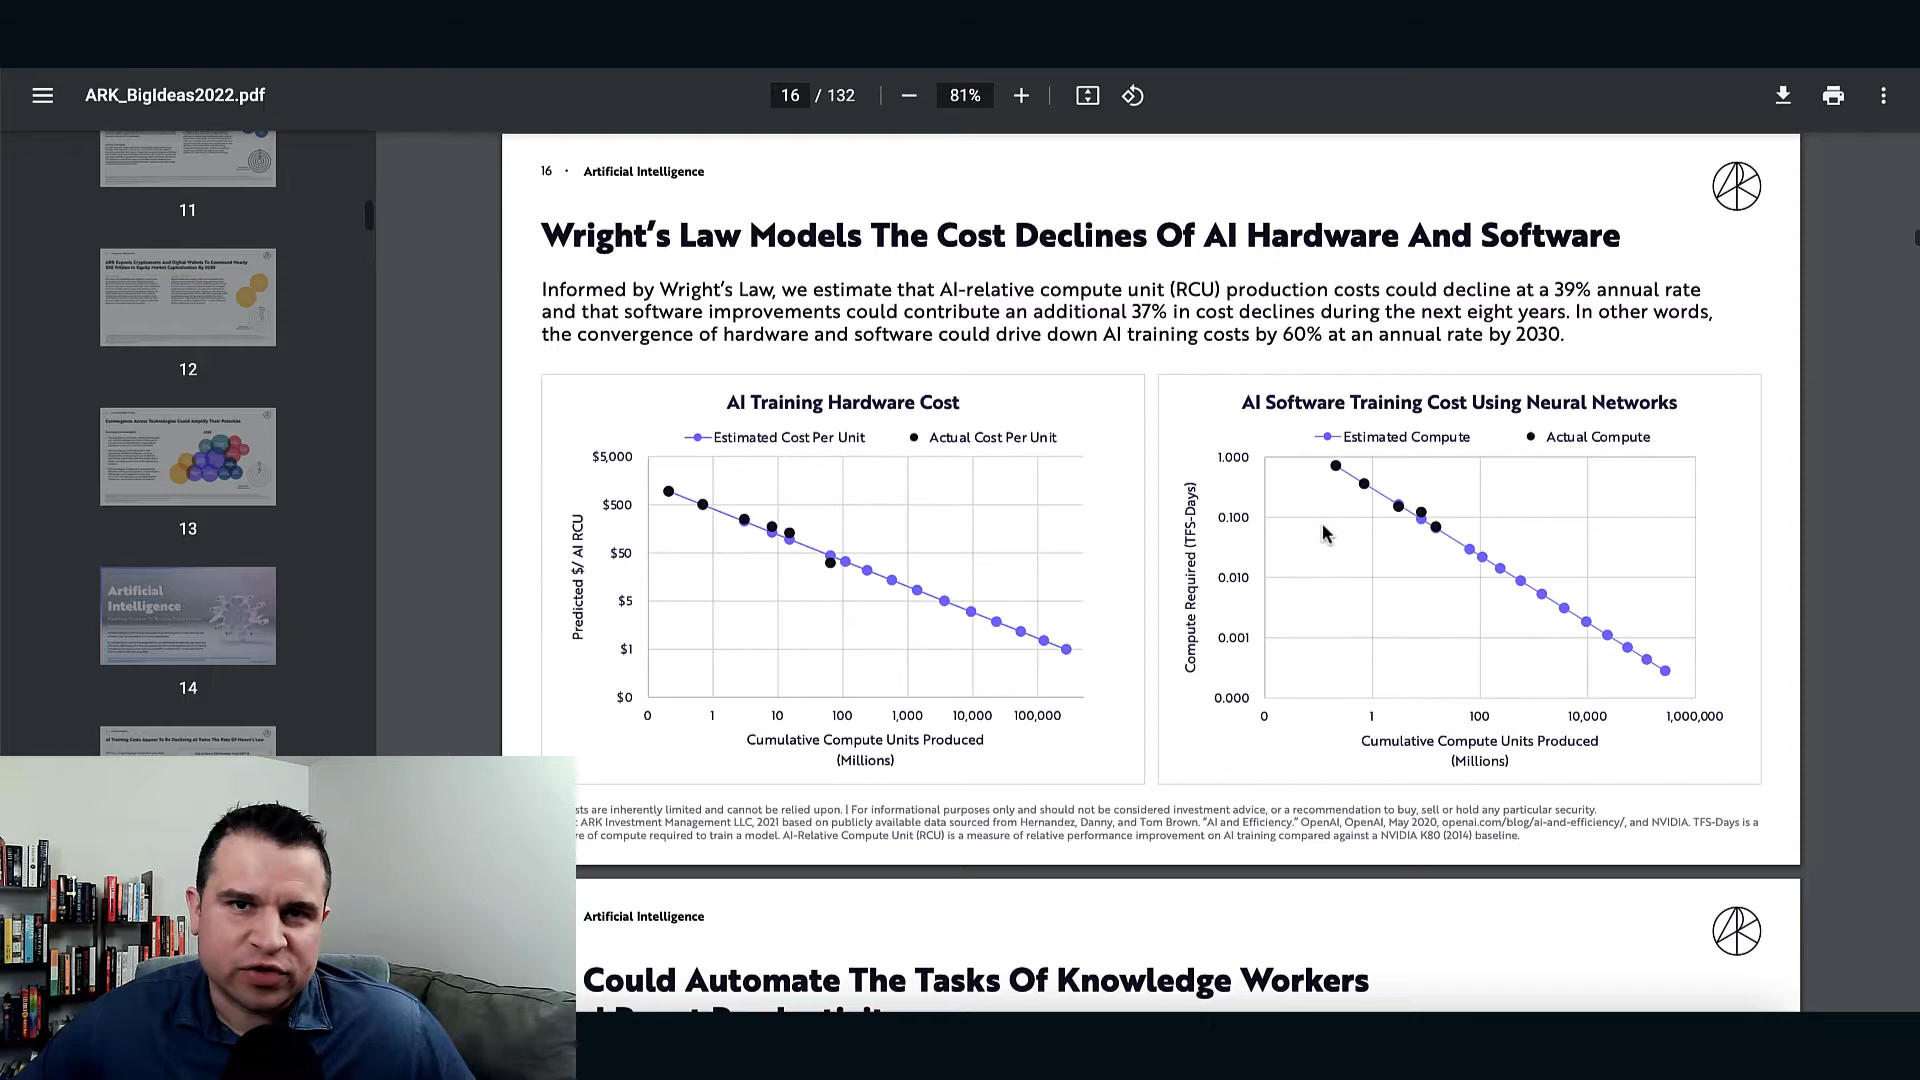 ARK_BigIdeas2022.pdf
16 / 132
81%
11
12
13
Artificial
Intelligence
14
16 · Artificial Intelligence
Wright's Law Models The Cost Declines Of AI Hardware And Software
Informed by Wright's Law, we estimate that AI-relative compute unit (RCU) production costs could decline at a 39% annual rate
and that software improvements could contribute an additional 37% in cost declines during the next eight years. In other words,
the convergence of hardware and software could drive down AI training costs by 60% at an annual rate by 2030.
AI Training Hardware Cost
Estimated Cost Per Unit
Actual Cost Per Unit
Predicted $/ AI RCU
$5,000
$500
$50
$5
$1
$0
0 1 10 100 1,000 10,000 100,000
Cumulative Compute Units Produced
(Millions)
AI Software Training Cost Using Neural Networks
Estimated Compute
Actual Compute
Compute Required (TFS-Days)
1.000
0.100
0.010
0.001
0.000
0 1 100 10,000 1,000,000
Cumulative Compute Units Produced
(Millions)
sts are inherently limited and cannot be relied upon. | For informational purposes only and should not be considered investment advice, or a recommendation to buy, sell or hold any particular security.
: ARK Investment Management LLC, 2021 based on publicly available data sourced from Hernandez, Danny, and Tom Brown. "AI and Efficiency." OpenAI, OpenAI, May 2020, openai.com/blog/ai-and-efficiency/, and NVIDIA. TFS-Days is a
re of compute required to train a model. AI-Relative Compute Unit (RCU) is a measure of relative performance improvement on AI training compared against a NVIDIA K80 (2014) baseline.
Artificial Intelligence
Could Automate The Tasks Of Knowledge Workers